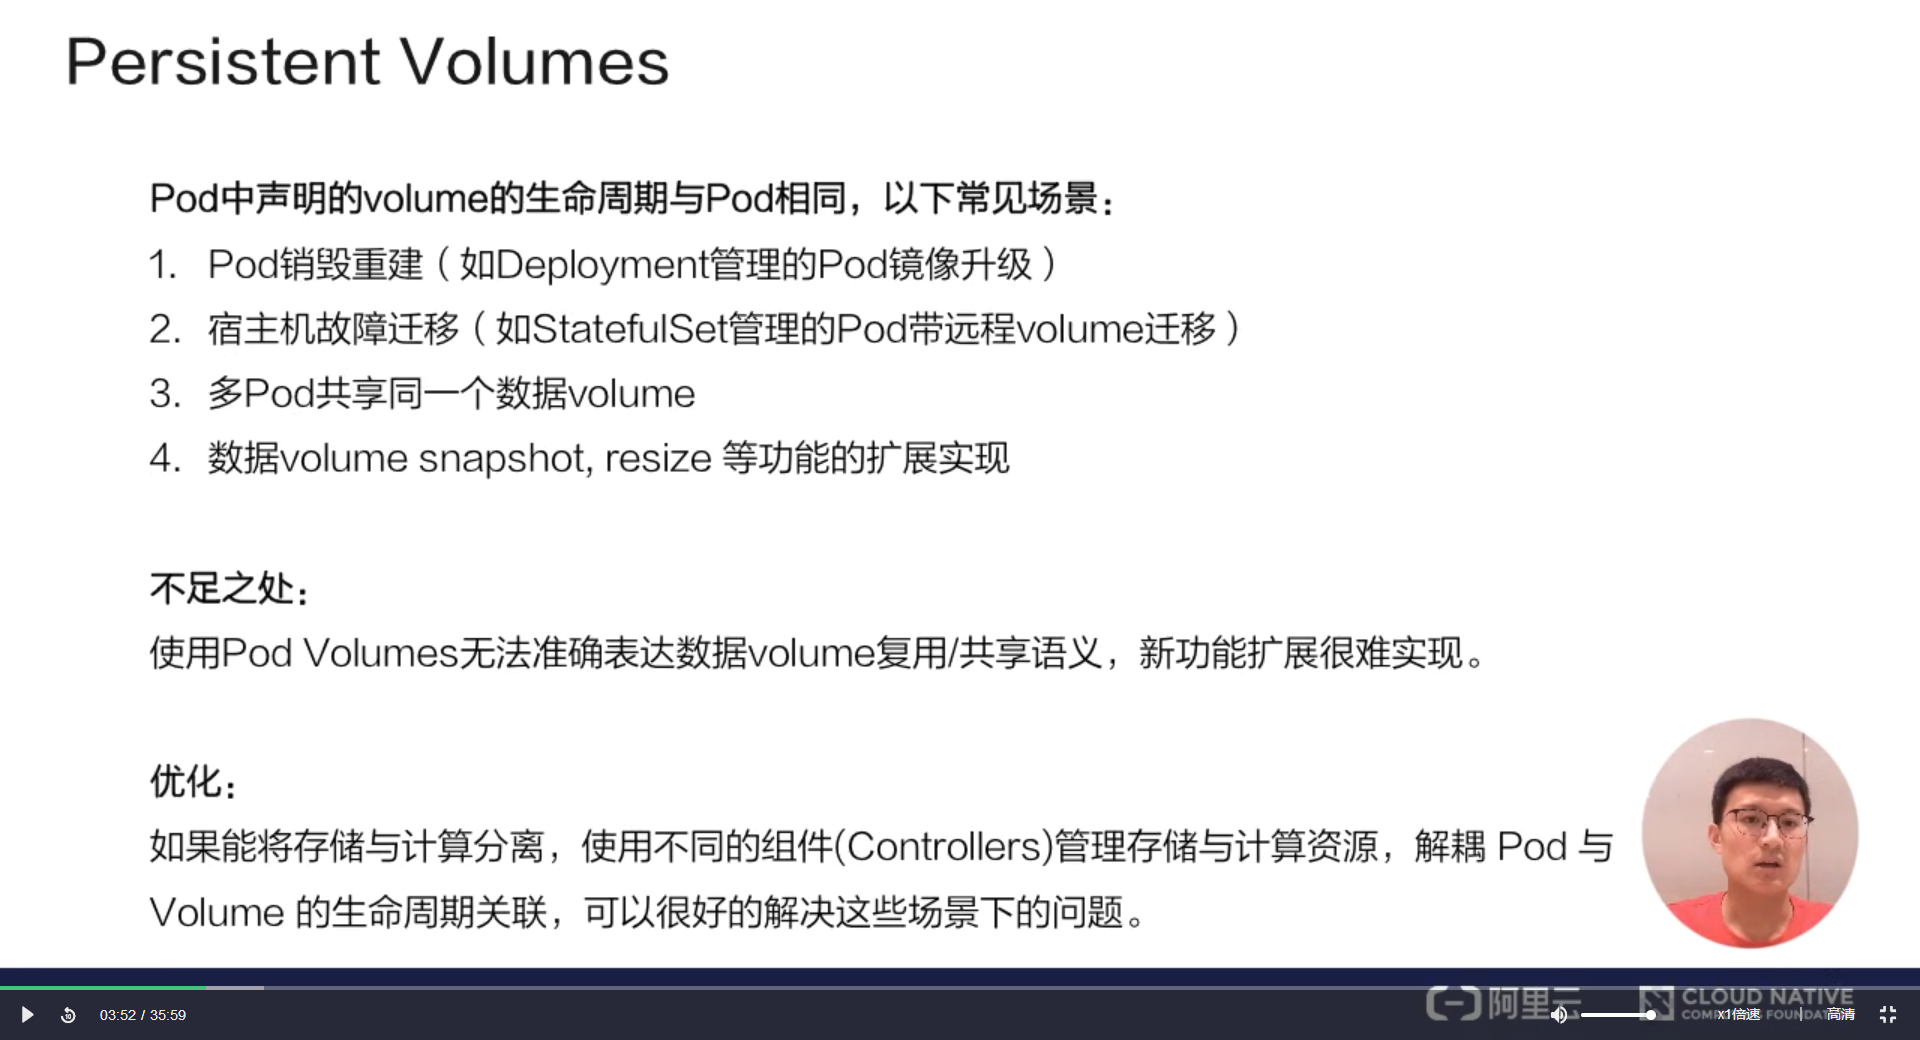 Persistent Volumes
Pod中声明的volume的生命周期与Pod相同，以下常见场景：
1. Pod销毁重建（如Deployment管理的Pod镜像升级）
2. 宿主机故障迁移（如StatefulSet管理的Pod带远程volume迁移）
3. 多Pod共享同一个数据volume
4. 数据volume snapshot, resize 等功能的扩展实现
不足之处：
使用Pod Volumes无法准确表达数据volume复用/共享语义，新功能扩展很难实现。
优化：
如果能将存储与计算分离，使用不同的组件(Controllers)管理存储与计算资源，解耦 Pod 与
Volume 的生命周期关联，可以很好的解决这些场景下的问题。
10
03:52 / 35:59
阿里云
CLOUD NATIVE
x1倍速
高清